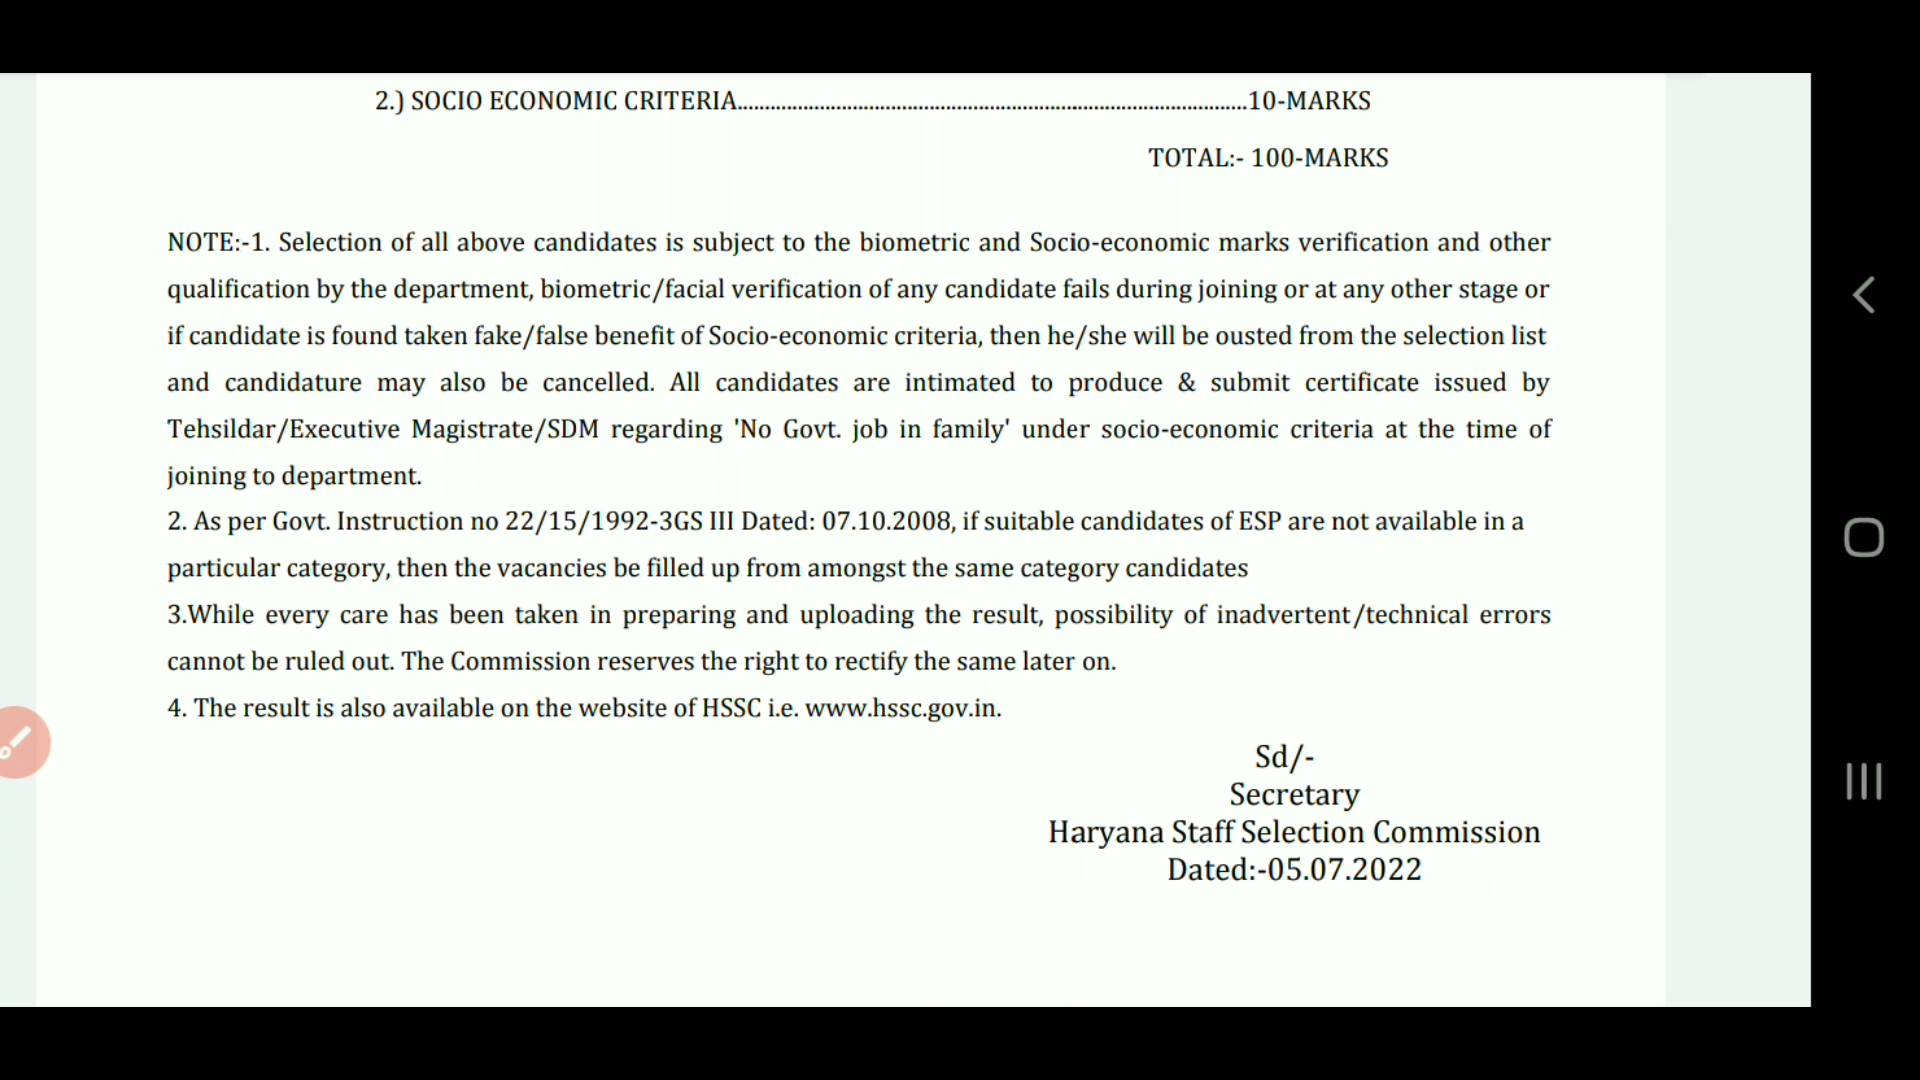 2.) SOCIO ECONOMIC CRITERIA.............................................................................................10-MARKS
TOTAL:- 100-MARKS
NOTE:-1. Selection of all above candidates is subject to the biometric and Socio-economic marks verification and other
qualification by the department, biometric/facial verification of any candidate fails during joining or at any other stage or
if candidate is found taken fake/false benefit of Socio-economic criteria, then he/she will be ousted from the selection list
and candidature may also be cancelled. All candidates are intimated to produce & submit certificate issued by
Tehsildar/Executive Magistrate/SDM regarding 'No Govt. job in family' under socio-economic criteria at the time of
joining to department.
2. As per Govt. Instruction no 22/15/1992-3GS III Dated: 07.10.2008, if suitable candidates of ESP are not available in a
particular category, then the vacancies be filled up from amongst the same category candidates
3.While every care has been taken in preparing and uploading the result, possibility of inadvertent/technical errors
cannot be ruled out. The Commission reserves the right to rectify the same later on.
4. The result is also available on the website of HSSC i.e. www.hssc.gov.in.
Sd/-
Secretary
Haryana Staff Selection Commission
Dated:-05.07.2022